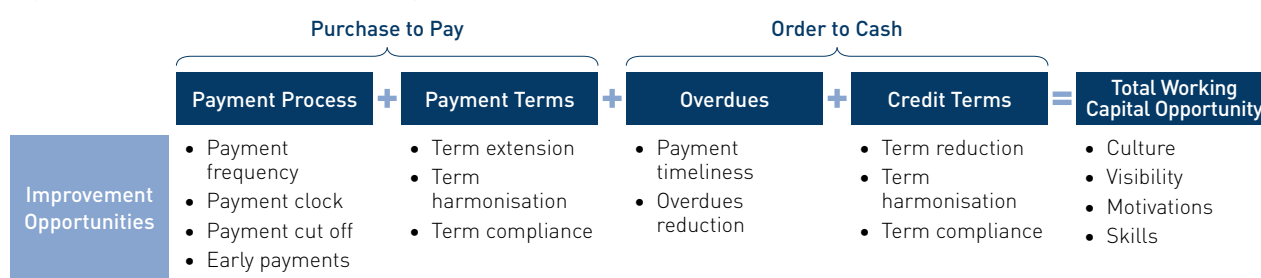 Purchase to Pay
Order to Cash
Payment Process + Payment Terms + Overdues + Credit Terms = Total Working
Capital Opportunity
Improvement
Opportunities
• Payment
frequency
• Payment clock
• Payment cut off
• Early payments
• Term extension
• Term
harmonisation
• Term compliance
• Payment
timeliness
• Overdues
reduction
• Term reduction
• Term
harmonisation
• Term compliance
• Culture
• Visibility
• Motivations
• Skills